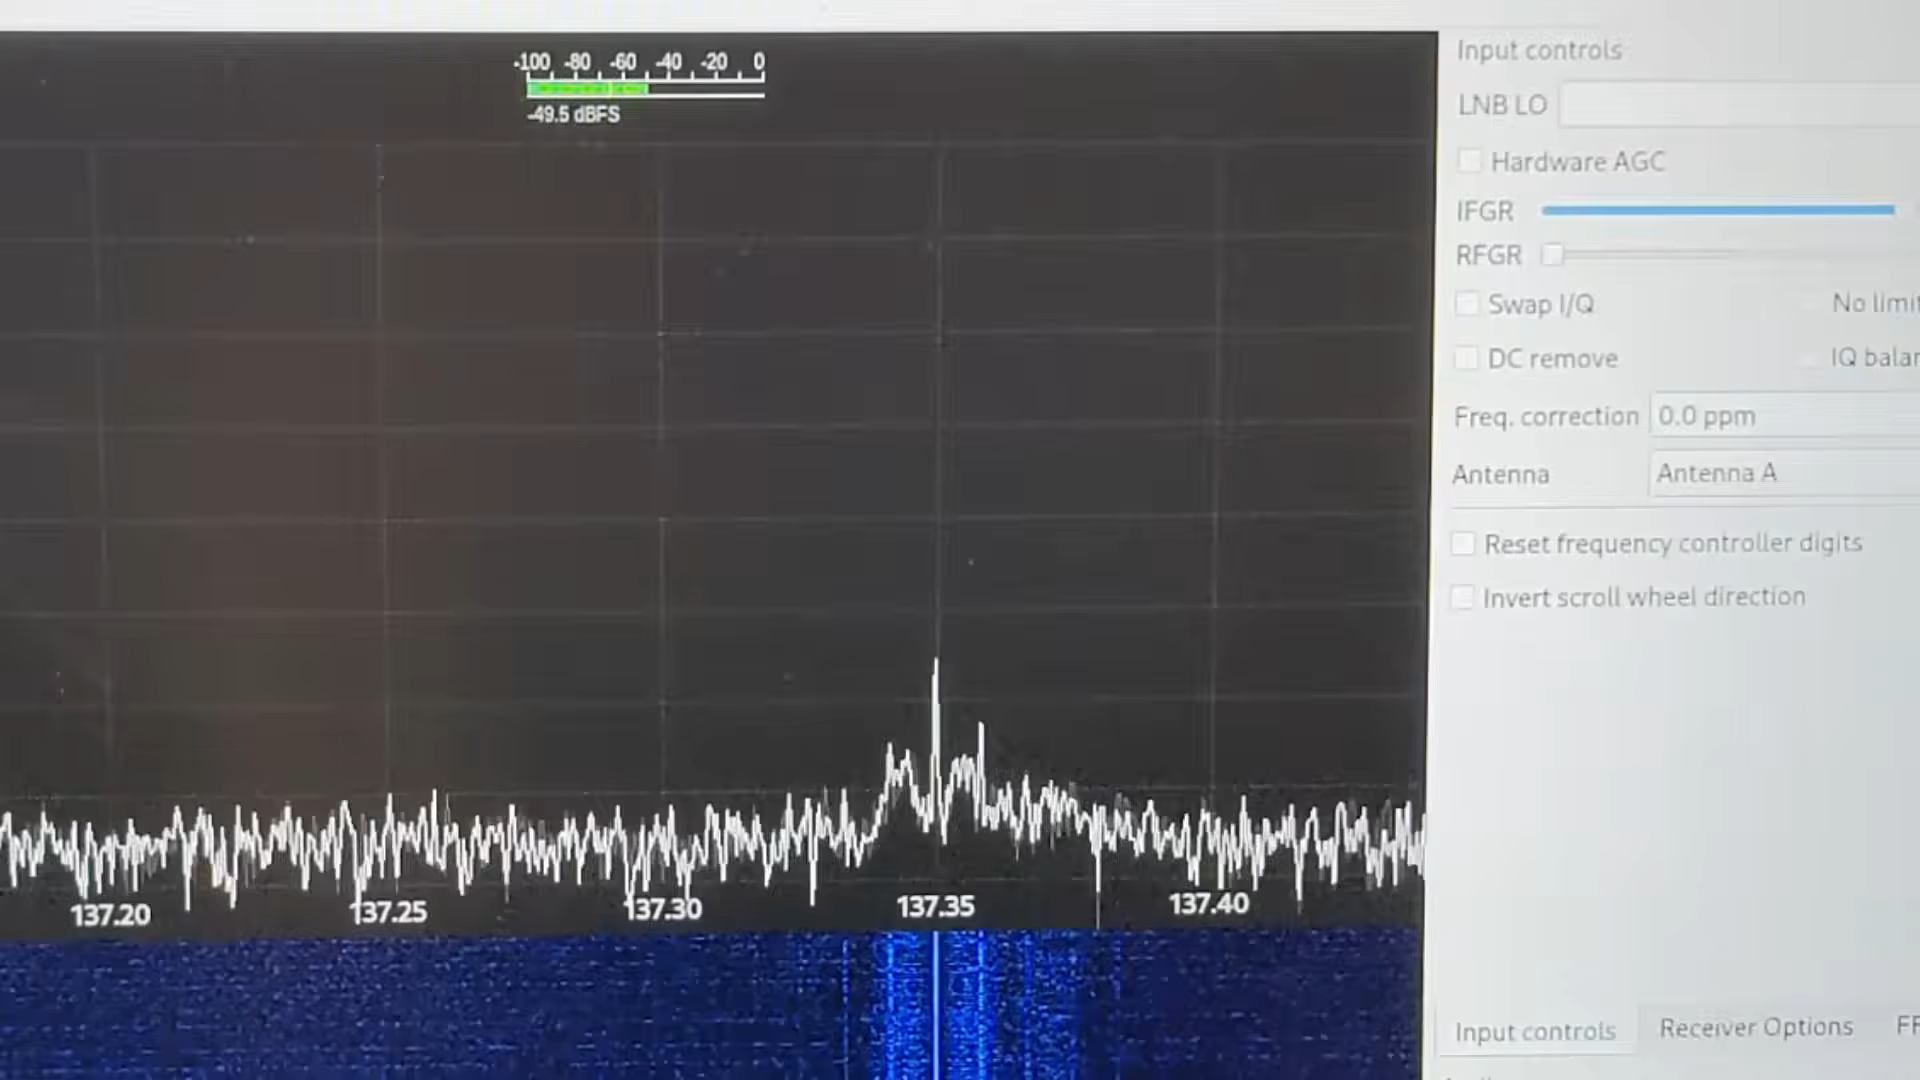 -100 -80 -60 -40 -20 0
-49.5 dBFS
137.20 137.25 137.30 137.35 137.40
Input controls
LNB LO
Hardware AGC
IFGR
RFGR
Swap I/Q No limit
DC remove IQ
Freq. correction 0.0 ppm
Antenna Antenna A
Reset frequency controller digits
Invert scroll wheel direction
Input controls Receiver Options